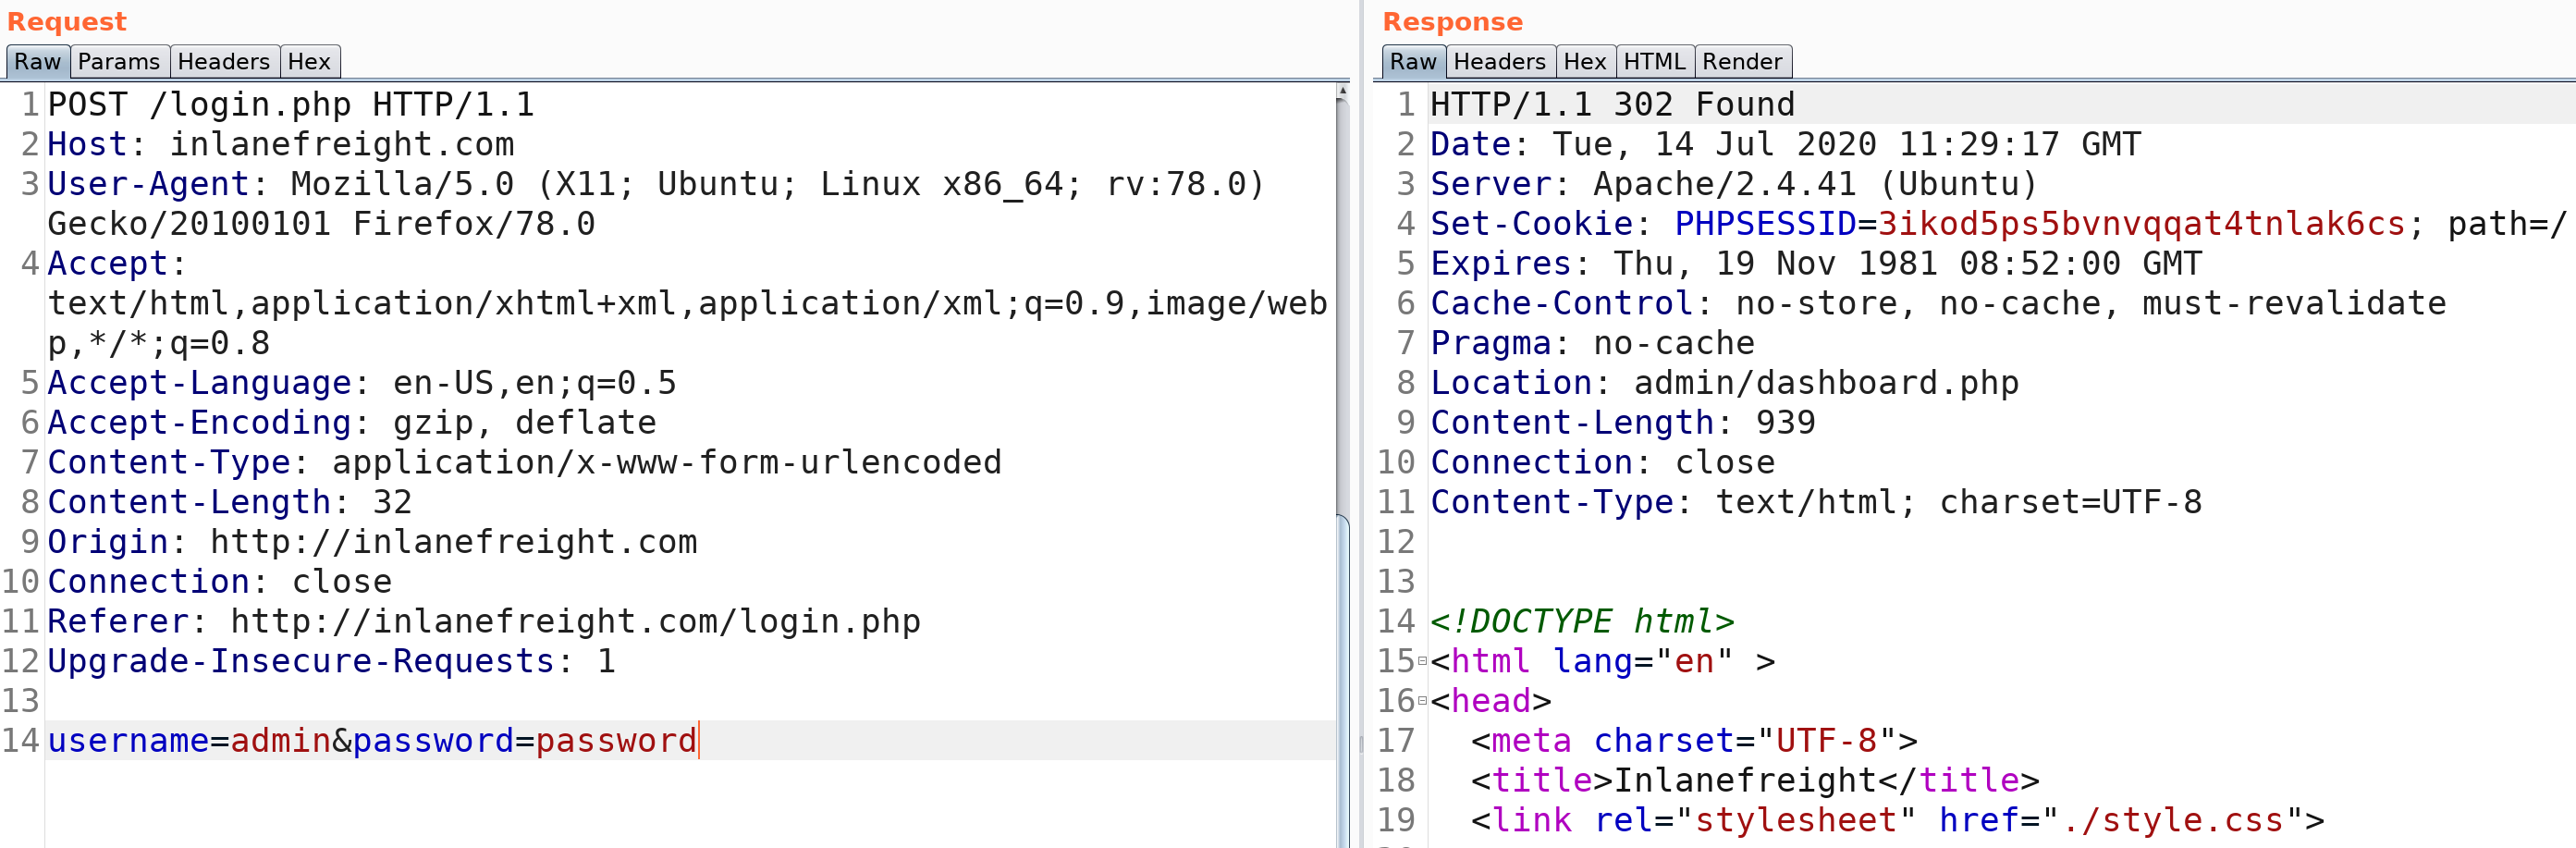 Request
Raw Params Headers Hex
1 POST /login.php HTTP/1.1
2 Host: inlanefreight.com
3 User-Agent: Mozilla/5.0 (X11; Ubuntu; Linux x86_64; rv:78.0)
Gecko/20100101 Firefox/78.0
4 Accept:
text/html,application/xhtml+xml,application/xml;q=0.9,image/web
p,*/*;q=0.8
5 Accept-Language: en-US,en;q=0.5
6 Accept-Encoding: gzip, deflate
7 Content-Type: application/x-www-form-urlencoded
8 Content-Length: 32
9 Origin: http://inlanefreight.com
10 Connection: close
11 Referer: http://inlanefreight.com/login.php
12 Upgrade-Insecure-Requests: 1
13
14 username=admin&password=password
Response
Raw Headers Hex HTML Render
1 HTTP/1.1 302 Found
2 Date: Tue, 14 Jul 2020 11:29:17 GMT
3 Server: Apache/2.4.41 (Ubuntu)
4 Set-Cookie: PHPSESSID=3ikod5ps5bvnvqqat4tnlak6cs; path=/
5 Expires: Thu, 19 Nov 1981 08:52:00 GMT
6 Cache-Control: no-store, no-cache, must-revalidate
7 Pragma: no-cache
8 Location: admin/dashboard.php
9 Content-Length: 939
10 Connection: close
11 Content-Type: text/html; charset=UTF-8
12
13
14 <!DOCTYPE html>
15 <html lang="en" >
16 <head>
17 <meta charset="UTF-8">
18 <title>Inlanefreight</title>
19 <link rel="stylesheet" href="./style.css">